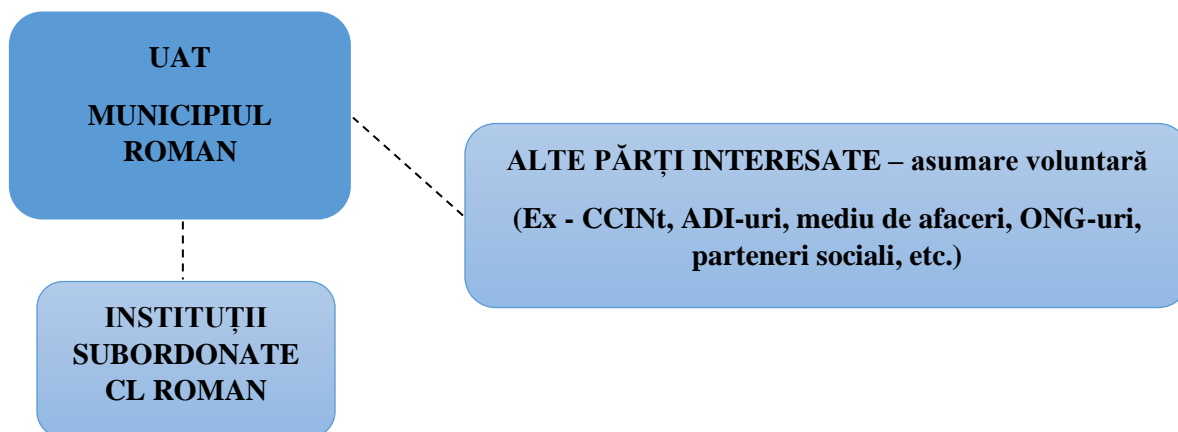 UAT
MUNICIPIUL
ROMAN
ALTE PĂRȚI INTERESATE – asumare voluntară
(Ex - CCINt, ADI-uri, mediu de afaceri, ONG-uri,
parteneri sociali, etc.)
INSTITUȚII
SUBORDONATE
CL ROMAN